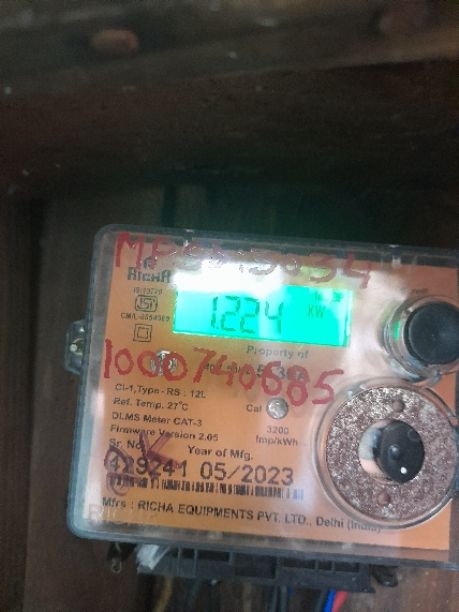 RICHA
1.224 KW
Property of
1000740885
Cl-1, Type - RS : 12L
Ref. Temp. 27°C
Cal
DLMS Meter CAT-3
3200
Firmware Version 2.05
imp/kWh
Sr. No.
Year of Mfg.
429241 05/2023
Mfrs : RICHA EQUIPMENTS PVT. LTD., Delhi (India)